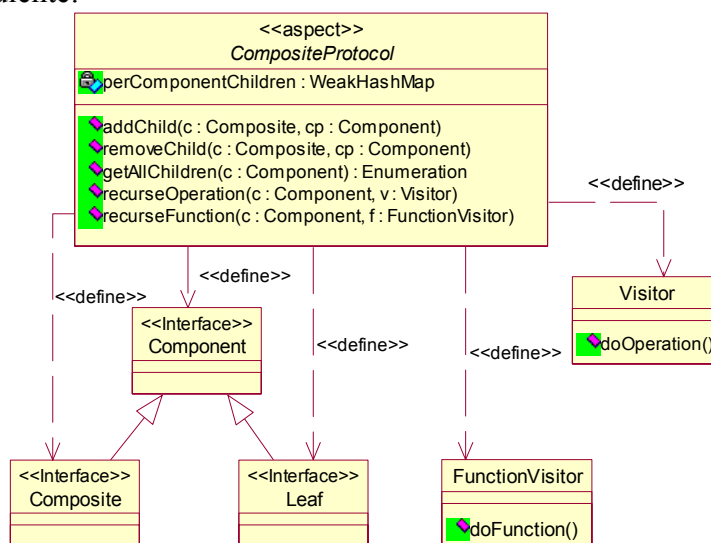 <<aspect>>
CompositeProtocol
perComponentChildren : WeakHashMap
addChild(c : Composite, cp : Component)
removeChild(c : Composite, cp : Component)
getAllChildren(c : Component) : Enumeration
recurseOperation(c : Component, v : Visitor)
recurseFunction(c : Component, f : FunctionVisitor)
<<define>>
<<define>>
<<define>>
Visitor
doOperation()
<<Interface>>
Component
<<define>>
<<define>>
<<Interface>>
Composite
<<Interface>>
Leaf
FunctionVisitor
doFunction()